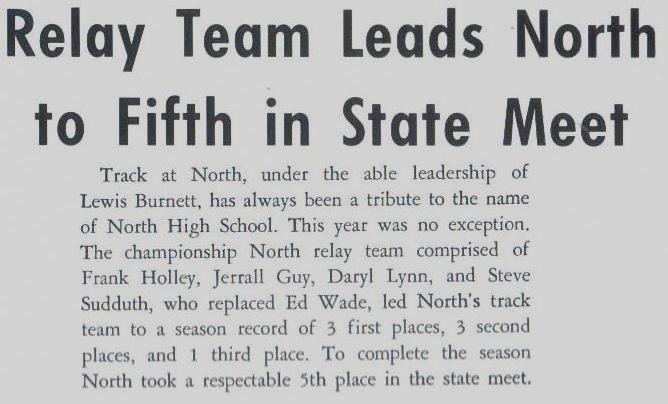 Relay Team Leads North
to Fifth in State Meet
Track at North, under the able leadership of
Lewis Burnett, has always been a tribute to the name
of North High School. This year was no exception.
The championship North relay team comprised of
Frank Holley, Jerrall Guy, Daryl Lynn, and Steve
Sudduth, who replaced Ed Wade, led North's track
team to a season record of 3 first places, 3 second
places, and 1 third place. To complete the season
North took a respectable 5th place in the state meet.